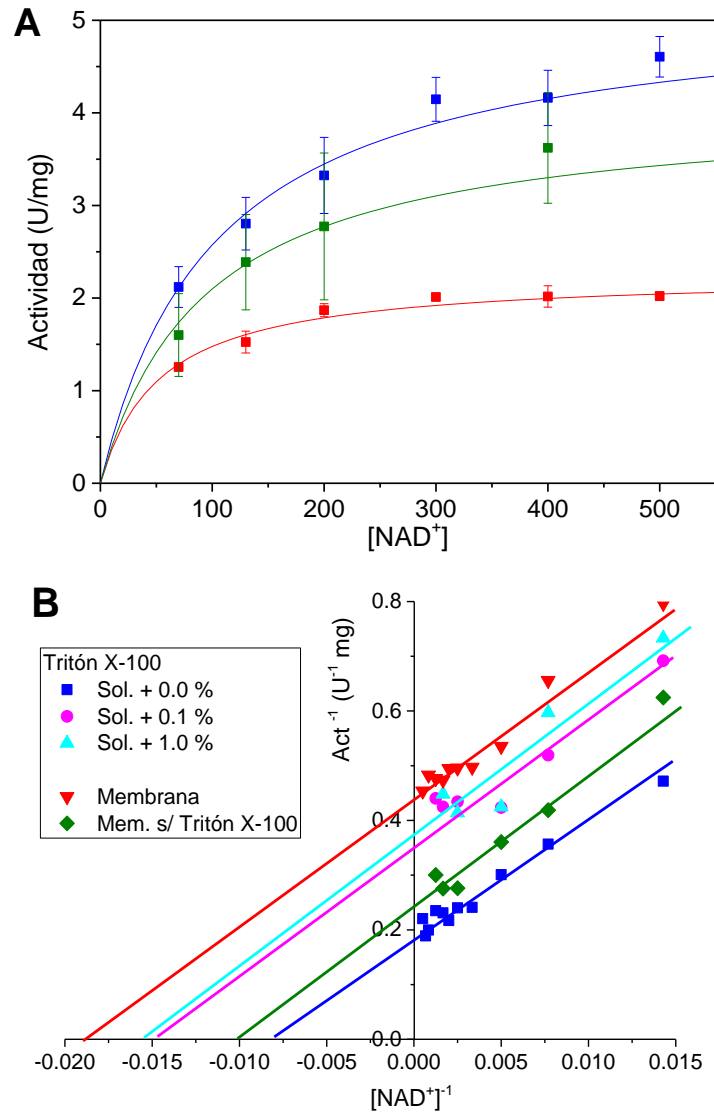 A
5
4
3
2
1
0
Actividad (U/mg)
0 100 200 300 400 500
[NAD⁺]
B
Tritón X-100
Sol. + 0.0 %
Sol. + 0.1 %
Sol. + 1.0 %
Membrana
Mem. s/ Tritón X-100
0.8
0.6
0.4
0.2
0.0
Act ⁻¹ (U⁻¹ mg)
-0.020 -0.015 -0.010 -0.005 0.000 0.005 0.010 0.015
[NAD⁺]⁻¹